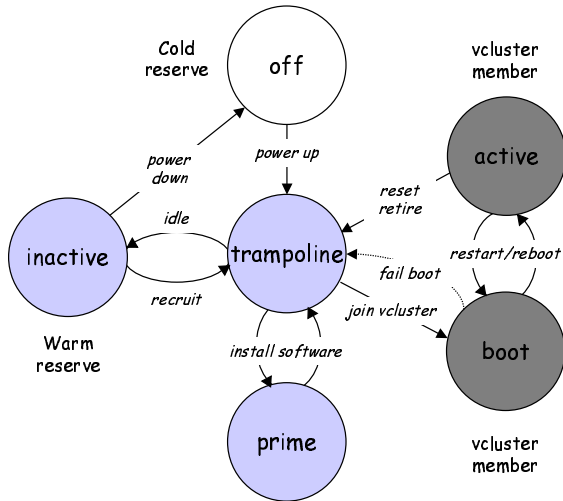 Cold
reserve
off
vcluster
member
active
power
down
power up
reset
retire
idle
inactive
trampoline
restart/reboot
fail boot
recruit
join vcluster
Warm
reserve
install software
boot
prime
vcluster
member